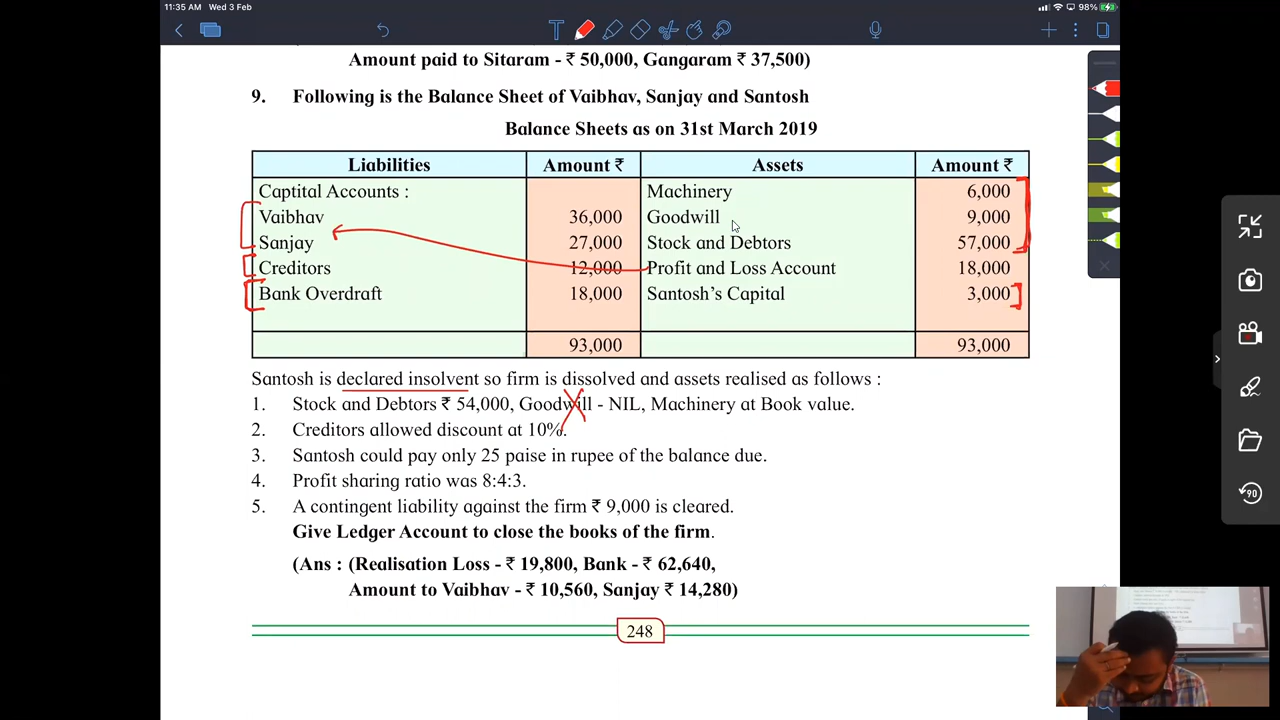 11:35 AM Wed 3 Feb
98%
Amount paid to Sitaram - ₹ 50,000, Gangaram ₹ 37,500)
9. Following is the Balance Sheet of Vaibhav, Sanjay and Santosh
Balance Sheets as on 31st March 2019
Liabilities Amount ₹ Assets Amount ₹
Captital Accounts : Machinery 6,000
Vaibhav 36,000 Goodwill 9,000
Sanjay 27,000 Stock and Debtors 57,000
Creditors 12,000 Profit and Loss Account 18,000
Bank Overdraft 18,000 Santosh's Capital 3,000
93,000 93,000
Santosh is declared insolvent so firm is dissolved and assets realised as follows :
1. Stock and Debtors ₹ 54,000, Goodwill - NIL, Machinery at Book value.
2. Creditors allowed discount at 10%.
3. Santosh could pay only 25 paise in rupee of the balance due.
4. Profit sharing ratio was 8:4:3.
5. A contingent liability against the firm ₹ 9,000 is cleared.
Give Ledger Account to close the books of the firm.
(Ans : (Realisation Loss - ₹ 19,800, Bank - ₹ 62,640,
Amount to Vaibhav - ₹ 10,560, Sanjay ₹ 14,280)
248
90